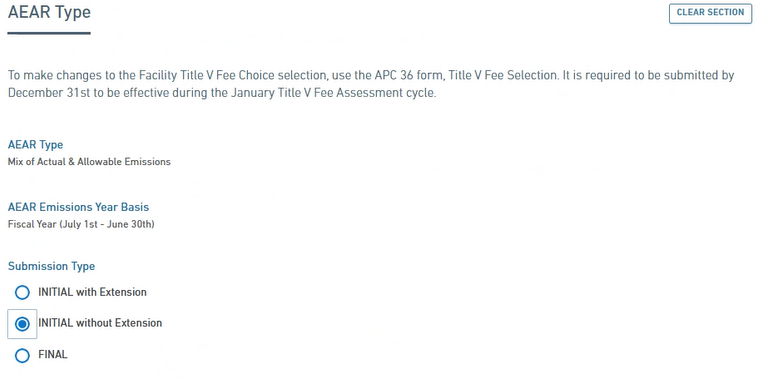 AEAR Type
CLEAR SECTION
To make changes to the Facility Title V Fee Choice selection, use the APC 36 form, Title V Fee Selection. It is required to be submitted by
December 31st to be effective during the January Title V Fee Assessment cycle.
AEAR Type
Mix of Actual & Allowable Emissions
AEAR Emissions Year Basis
Fiscal Year (July 1st - June 30th)
Submission Type
INITIAL with Extension
INITIAL without Extension
FINAL